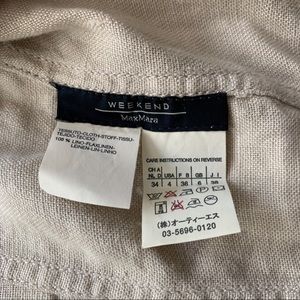 WEEKEND
MaxMara
TESSUTO-CLOTH-STOFF-TISSU-
TEJIDO-TECIDO
100 % LINO-FLAX/LINEN-
LEINEN-LIN-LINHO
CARE INSTRUCTIONS ON REVERSE
CH A
NL D USA F B GB J I
34 4 36 6 38
(株)オーティーエス
03-5696-0120